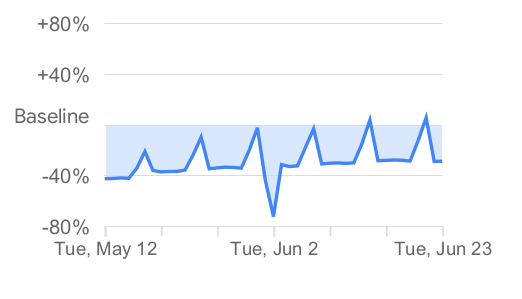 +80%
+40%
Baseline
-40%
-80%
Tue, May 12 Tue, Jun 2 Tue, Jun 23